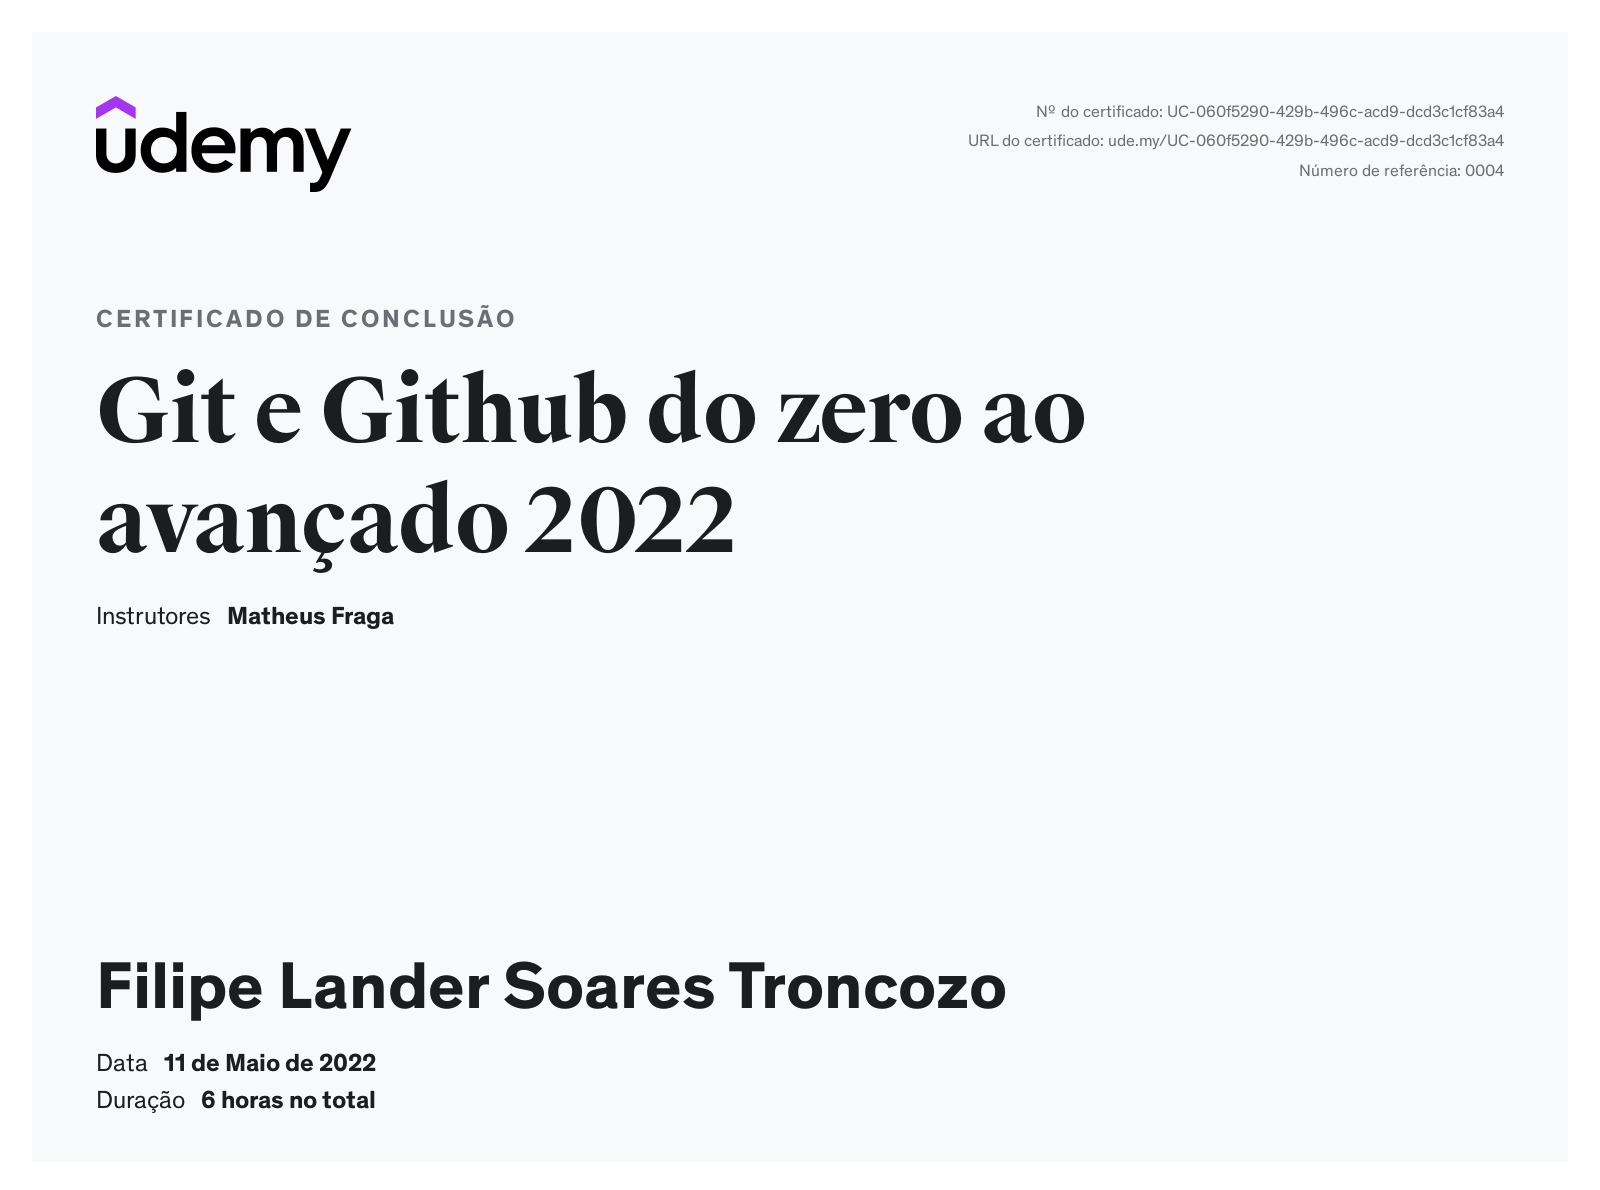 udemy
Nº do certificado: UC-060f5290-429b-496c-acd9-dcd3c1cf83a4
URL do certificado: ude.my/UC-060f5290-429b-496c-acd9-dcd3c1cf83a4
Número de referência: 0004
CERTIFICADO DE CONCLUSÃO
Git e Github do zero ao
avançado 2022
Instrutores Matheus Fraga
Filipe Lander Soares Troncozo
Data 11 de Maio de 2022
Duração 6 horas no total